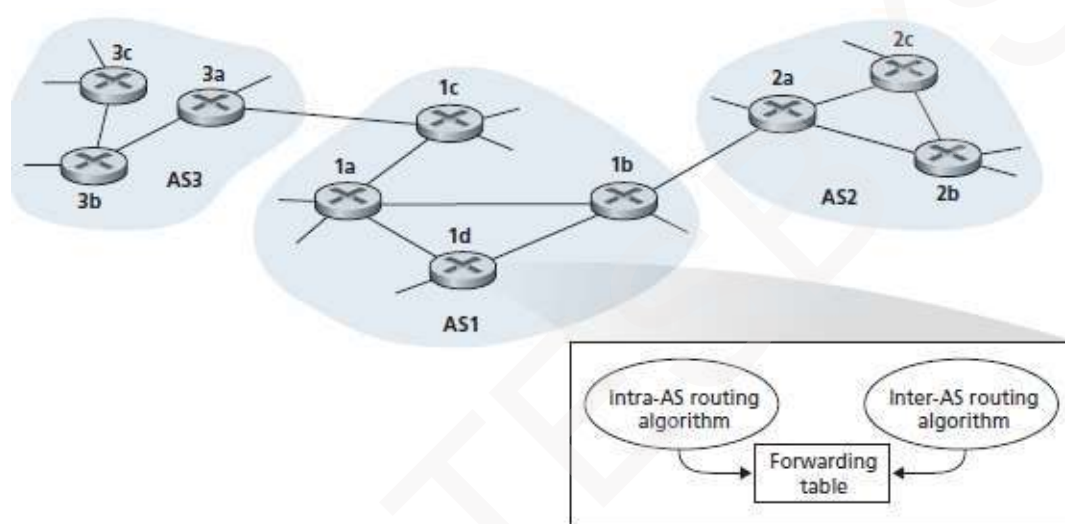 3c
3a
3b
AS3
1c
1a
1b
1d
AS1
2c
2a
2b
AS2
Intra-AS routing
algorithm
Inter-AS routing
algorithm
Forwarding
table